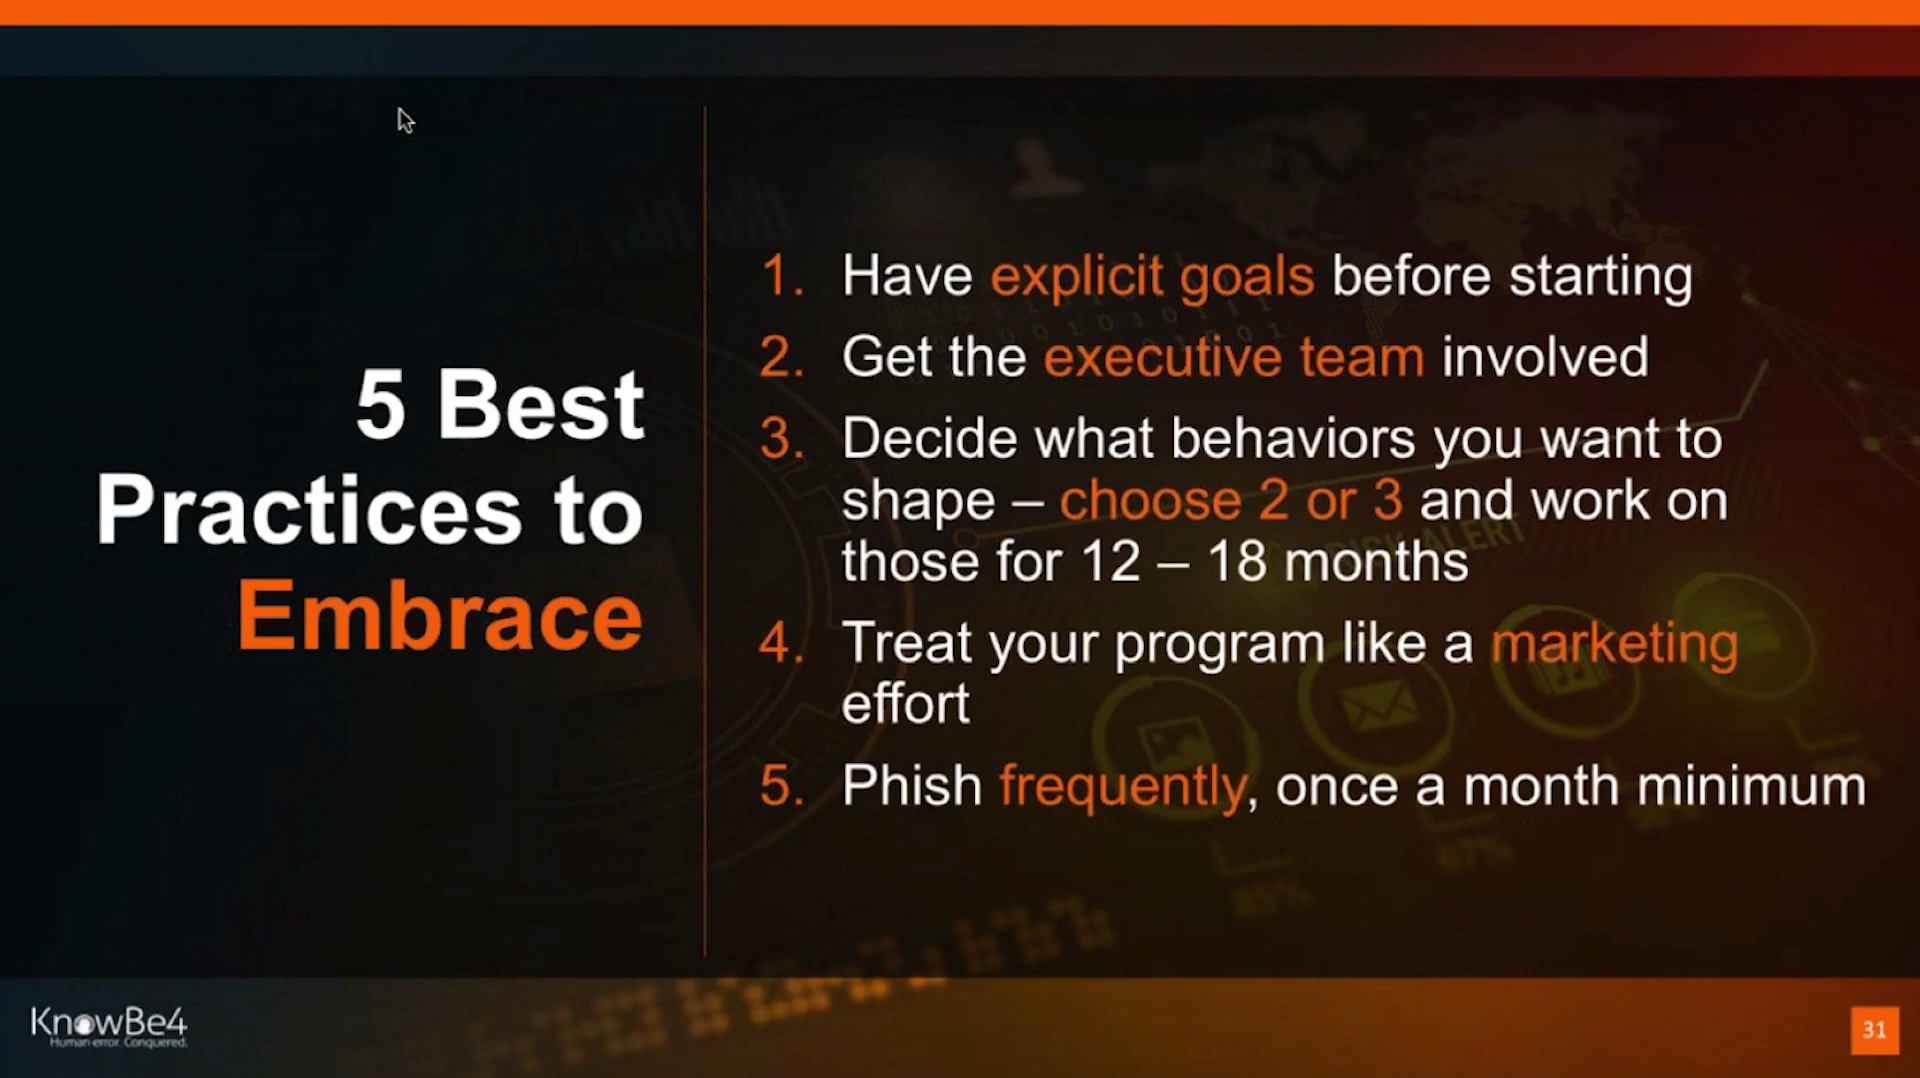 5 Best
Practices to
Embrace
1. Have explicit goals before starting
2. Get the executive team involved
3. Decide what behaviors you want to
shape – choose 2 or 3 and work on
those for 12 – 18 months
4. Treat your program like a marketing
effort
5. Phish frequently, once a month minimum
ALERT
67%
KnowBe4
Human error. Conquered.
31